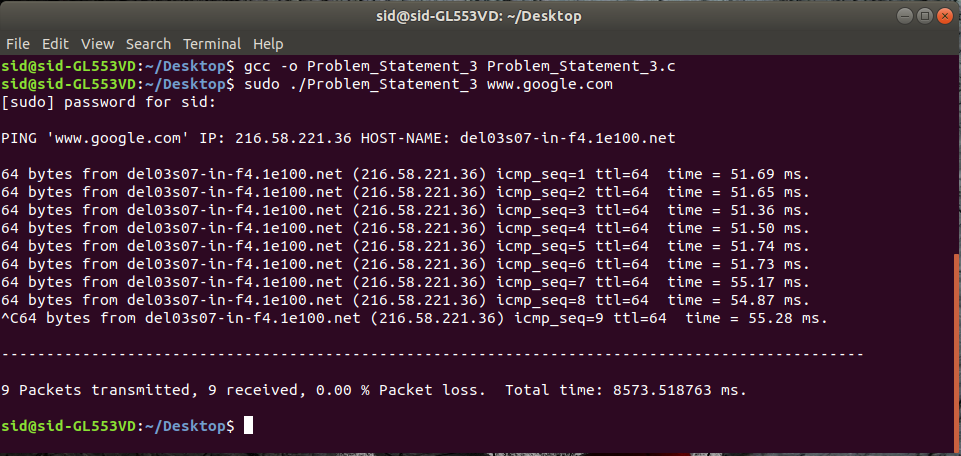 sid@sid-GL553VD: ~/Desktop
File Edit View Search Terminal Help
sid@sid-GL553VD:~/Desktop$ gcc -o Problem_Statement_3 Problem_Statement_3.c
sid@sid-GL553VD:~/Desktop$ sudo ./Problem_Statement_3 www.google.com
[sudo] password for sid:
PING 'www.google.com' IP: 216.58.221.36 HOST-NAME: del03s07-in-f4.1e100.net
64 bytes from del03s07-in-f4.1e100.net (216.58.221.36) icmp_seq=1 ttl=64  time = 51.69 ms.
64 bytes from del03s07-in-f4.1e100.net (216.58.221.36) icmp_seq=2 ttl=64  time = 51.65 ms.
64 bytes from del03s07-in-f4.1e100.net (216.58.221.36) icmp_seq=3 ttl=64  time = 51.36 ms.
64 bytes from del03s07-in-f4.1e100.net (216.58.221.36) icmp_seq=4 ttl=64  time = 51.50 ms.
64 bytes from del03s07-in-f4.1e100.net (216.58.221.36) icmp_seq=5 ttl=64  time = 51.74 ms.
64 bytes from del03s07-in-f4.1e100.net (216.58.221.36) icmp_seq=6 ttl=64  time = 51.73 ms.
64 bytes from del03s07-in-f4.1e100.net (216.58.221.36) icmp_seq=7 ttl=64  time = 55.17 ms.
64 bytes from del03s07-in-f4.1e100.net (216.58.221.36) icmp_seq=8 ttl=64  time = 54.87 ms.
^C64 bytes from del03s07-in-f4.1e100.net (216.58.221.36) icmp_seq=9 ttl=64  time = 55.28 ms.
------------------------------------------------------------------------------------------------
9 Packets transmitted, 9 received, 0.00 % Packet loss.  Total time: 8573.518763 ms.
sid@sid-GL553VD:~/Desktop$